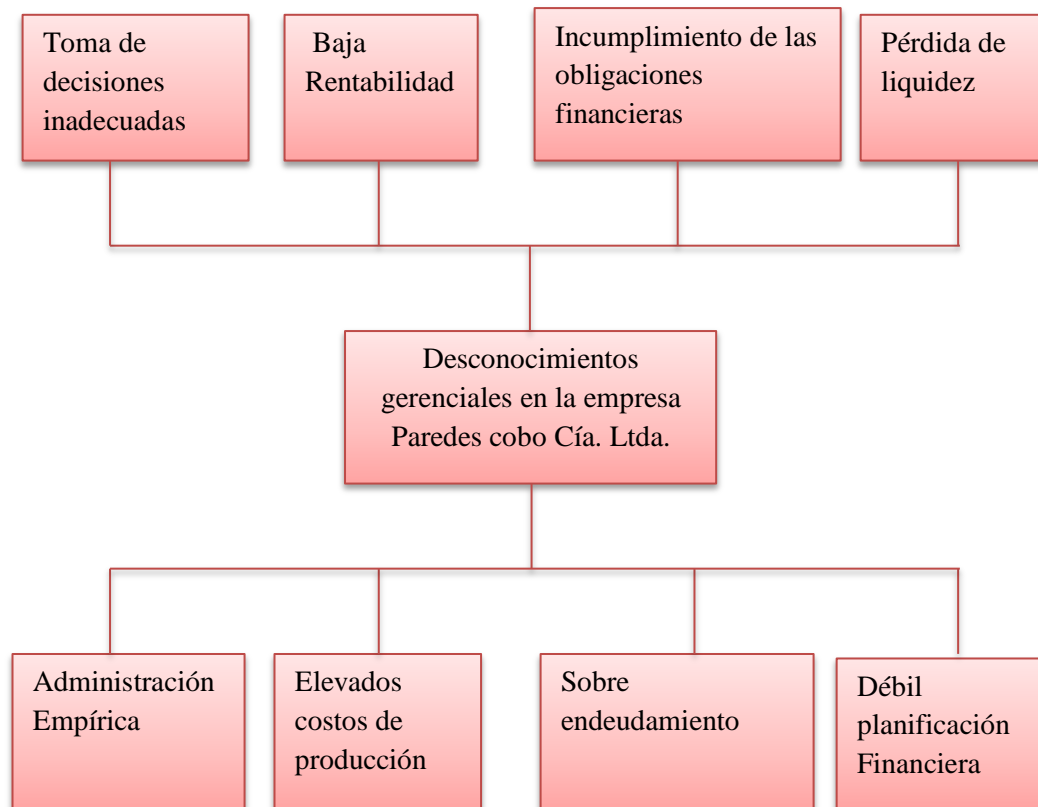 Toma de
decisiones
inadecuadas
Baja
Rentabilidad
Incumplimiento de las
obligaciones
financieras
Pérdida de
liquidez
Desconocimientos
gerenciales en la empresa
Paredes cobo Cía. Ltda.
Administración
Empírica
Elevados
costos de
producción
Sobre
endeudamiento
Débil
planificación
Financiera